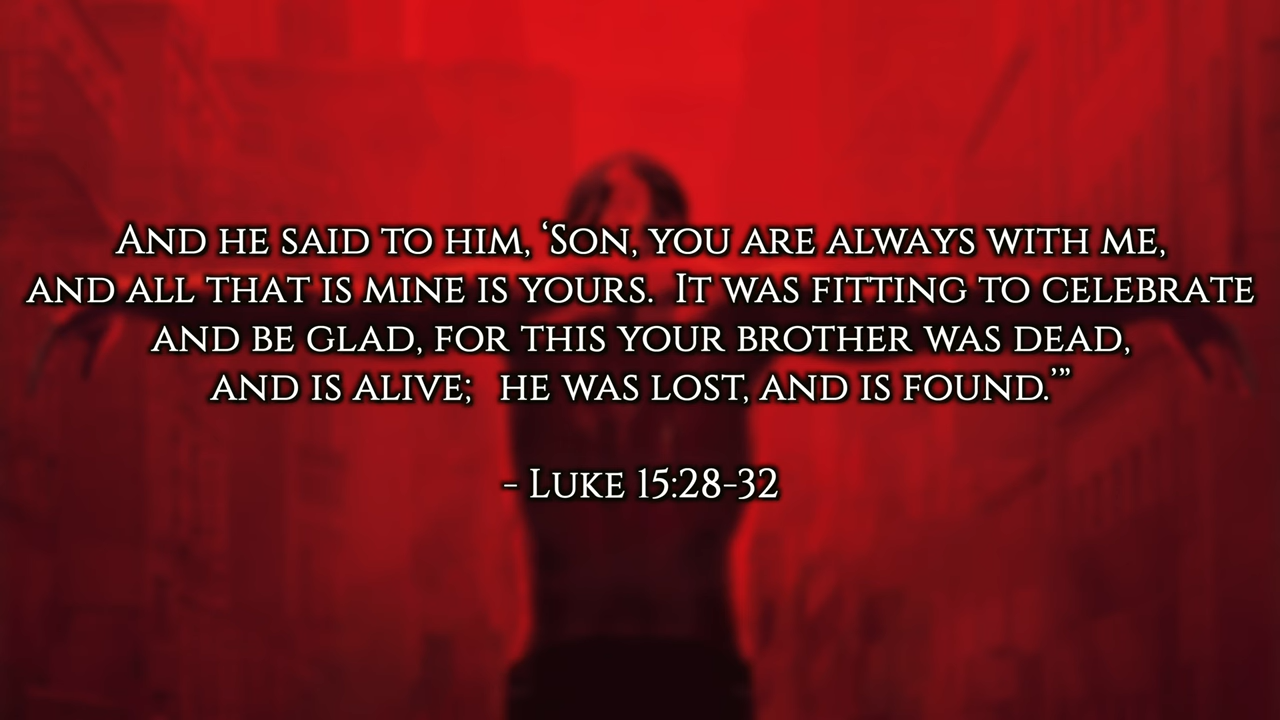 And he said to him, ‘Son, you are always with me,
and all that is mine is yours.  It was fitting to celebrate
and be glad, for this your brother was dead,
and is alive;  he was lost, and is found.’”
- Luke 15:28-32